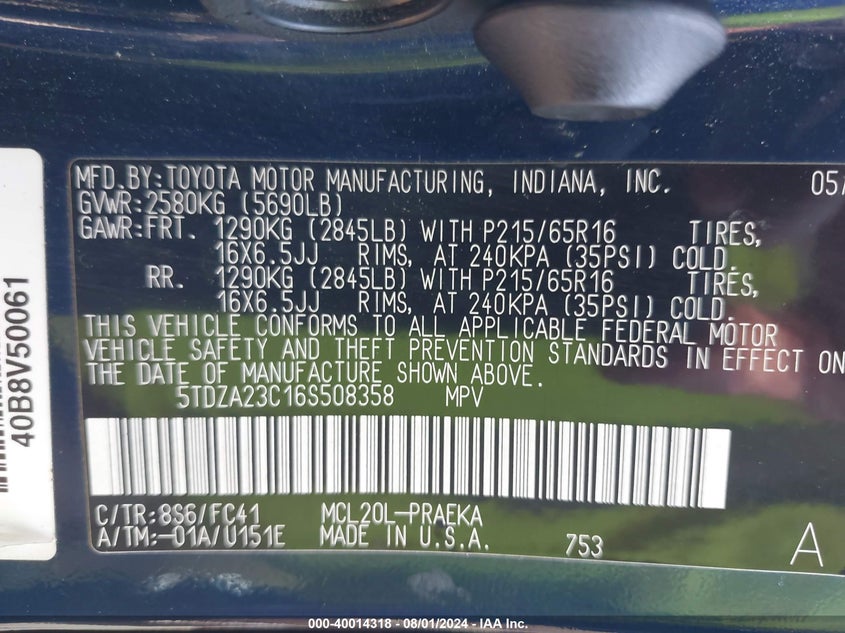 MFD.BY:TOYOTA MOTOR MANUFACTURING, INDIANA, INC. 05/
GVWR:2580KG (5690LB)
GAWR:FRT. 1290KG (2845LB) WITH P215/65R16 TIRES,
16X6.5JJ RIMS, AT 240KPA (35PSI) COLD.
RR. 1290KG (2845LB) WITH P215/65R16 TIRES,
16X6.5JJ RIMS, AT 240KPA (35PSI) COLD.
THIS VEHICLE CONFORMS TO ALL APPLICABLE FEDERAL MOTOR
VEHICLE SAFETY AND THEFT PREVENTION STANDARDS IN EFFECT ON
THE DATE OF MANUFACTURE SHOWN ABOVE.
5TDZA23C16S508358 MPV
C/TR:8S6/FC41 MCL20L-PRAEKA
A/TM:-01A/U151E MADE IN U.S.A. 753 A
40B8V50061
000-40014318 - 08/01/2024 - IAA Inc.